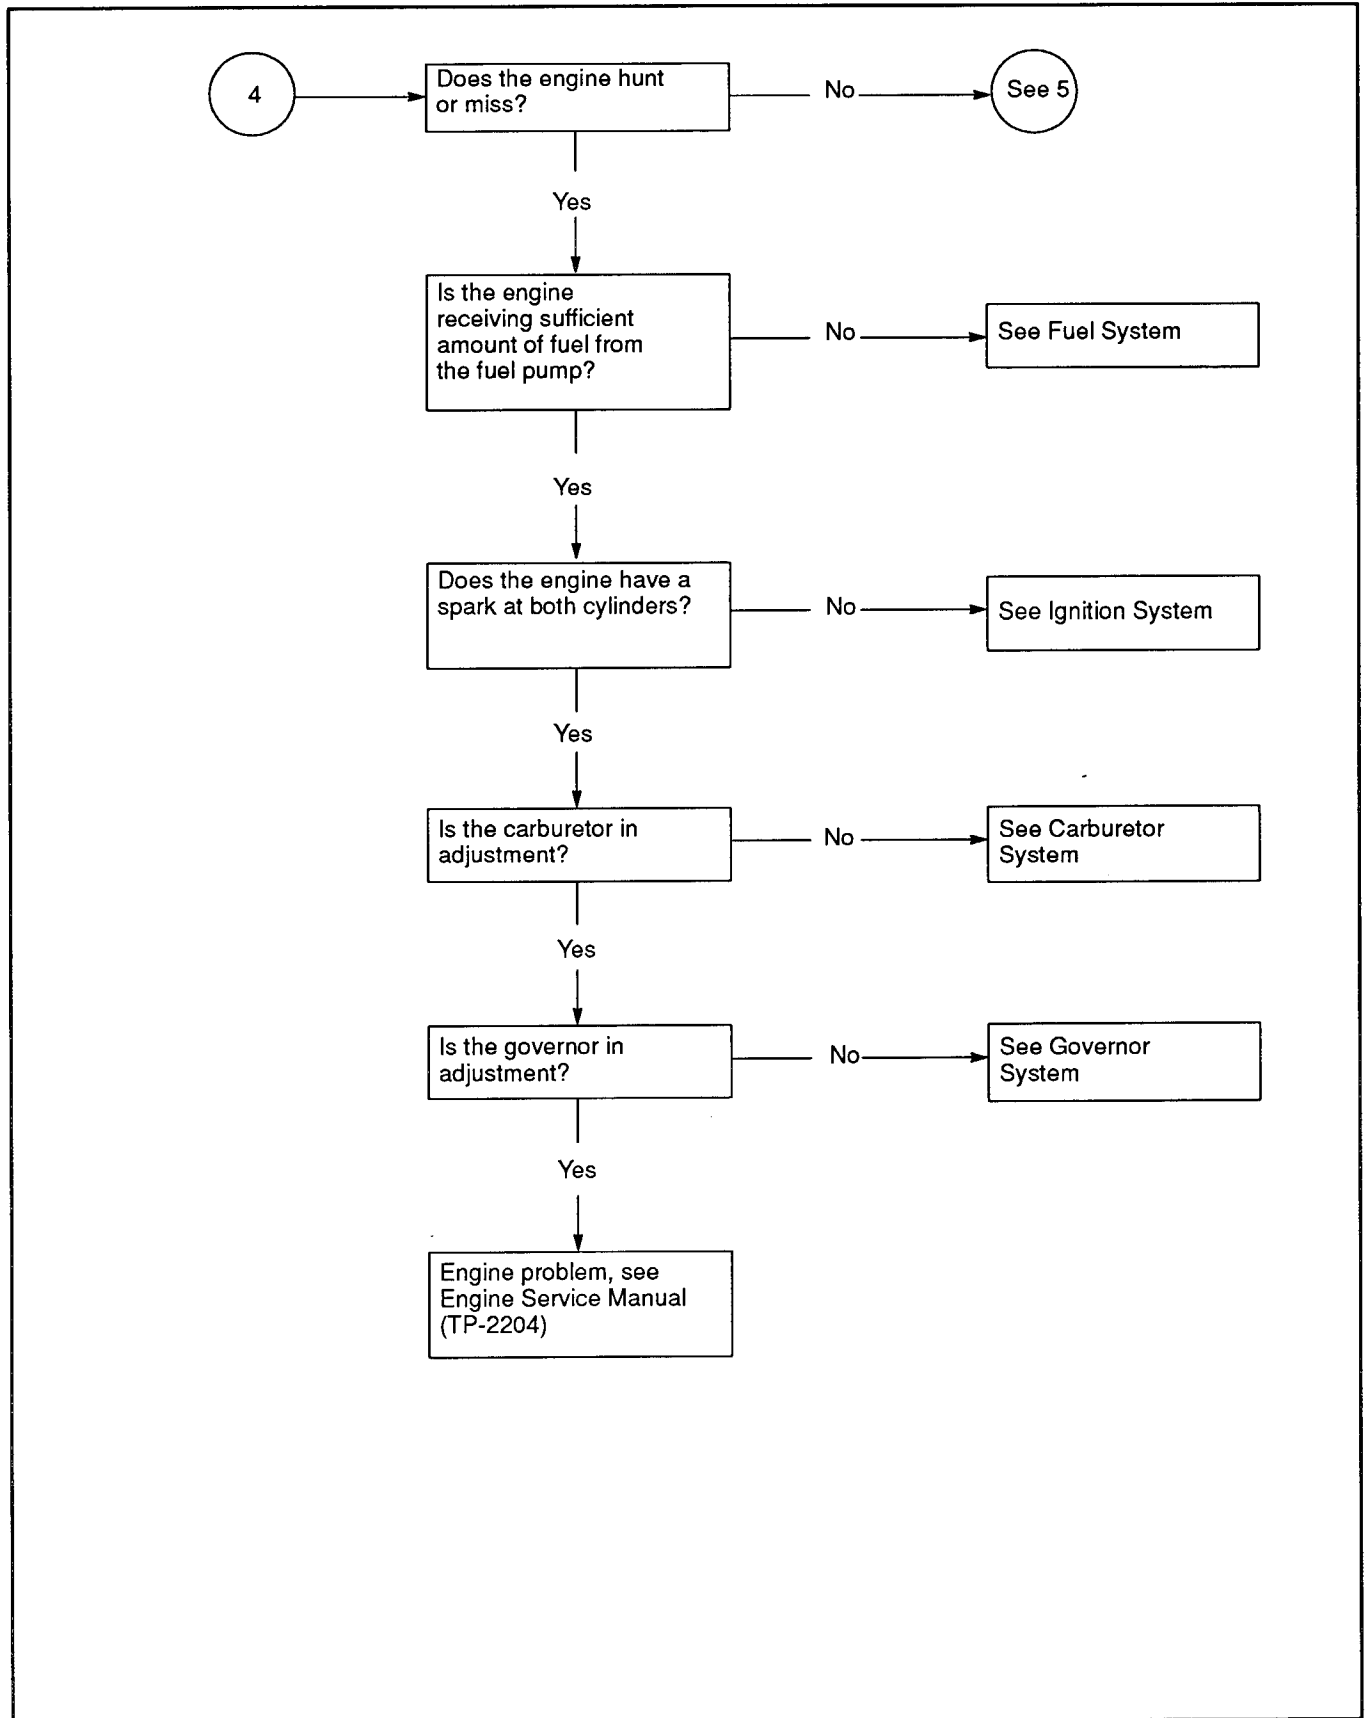 4
Does the engine hunt
or miss?
No
See 5
Yes
Is the engine
receiving sufficient
amount of fuel from
the fuel pump?
No
See Fuel System
Yes
Does the engine have a
spark at both cylinders?
No
See Ignition System
Yes
Is the carburetor in
adjustment?
No
See Carburetor
System
Yes
Is the governor in
adjustment?
No
See Governor
System
Yes
Engine problem, see
Engine Service Manual
(TP-2204)